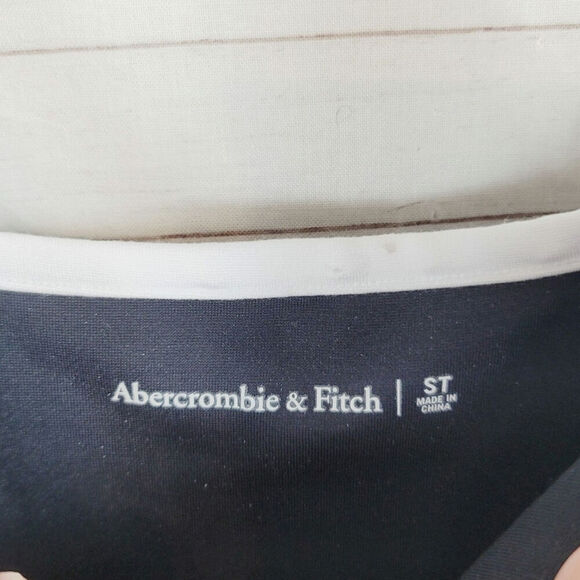 Abercrombie & Fitch | ST
MADE IN
CHINA